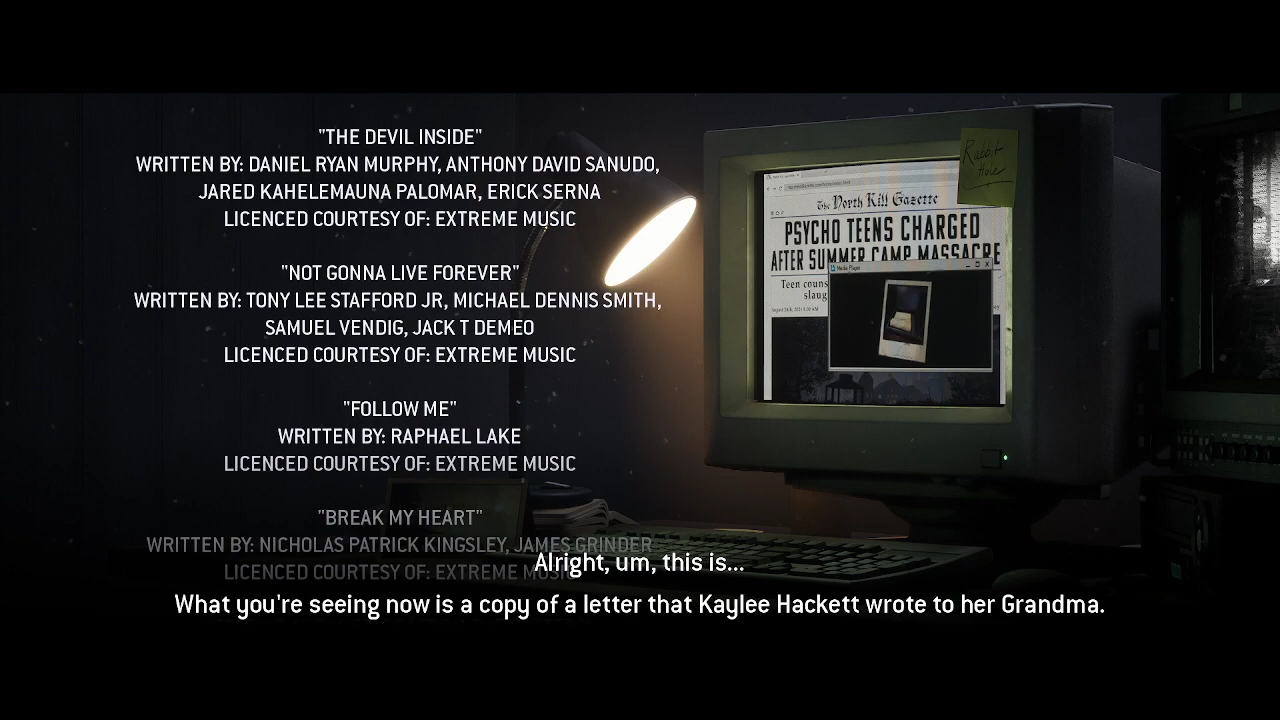 "THE DEVIL INSIDE"
WRITTEN BY: DANIEL RYAN MURPHY, ANTHONY DAVID SANUDO,
JARED KAHELEMAUNA PALOMAR, ERICK SERNA
LICENCED COURTESY OF: EXTREME MUSIC
"NOT GONNA LIVE FOREVER"
WRITTEN BY: TONY LEE STAFFORD JR, MICHAEL DENNIS SMITH,
SAMUEL VENDIG, JACK T DEMEO
LICENCED COURTESY OF: EXTREME MUSIC
"FOLLOW ME"
WRITTEN BY: RAPHAEL LAKE
LICENCED COURTESY OF: EXTREME MUSIC
"BREAK MY HEART"
WRITTEN BY: NICHOLAS PATRICK KINGSLEY, JAMES GRINDER
LICENCED COURTESY OF: EXTREME MUSIC
Rabbit
Hole
The North Kill Gazette
PSYCHO TEENS CHARGED
AFTER SUMMER CAMP MASSACRE
Media Player
Teen couns
slaug
Alright, um, this is...
What you're seeing now is a copy of a letter that Kaylee Hackett wrote to her Grandma.